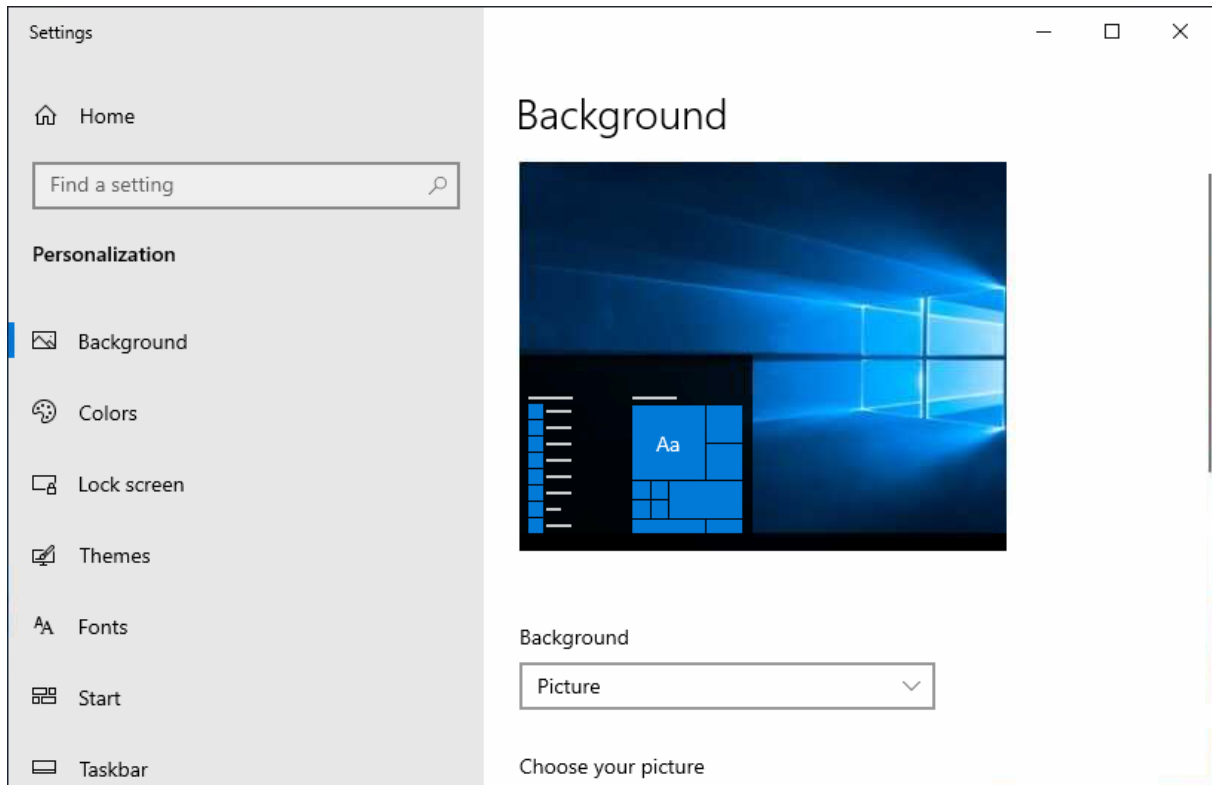 Settings
Home
Find a setting
Personalization
Background
Colors
Lock screen
Themes
Fonts
Start
Taskbar
Background
Aa
Background
Picture
Choose your picture